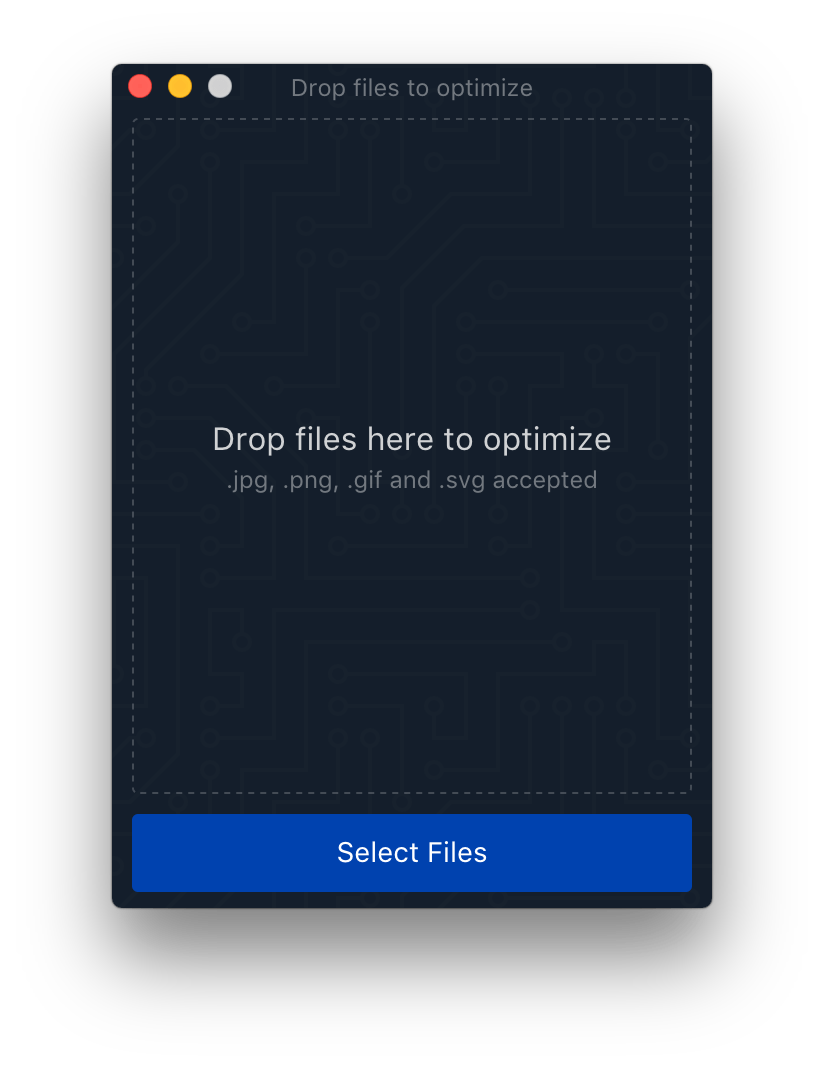 Drop files to optimize
Drop files here to optimize
.jpg, .png, .gif and .svg accepted
Select Files